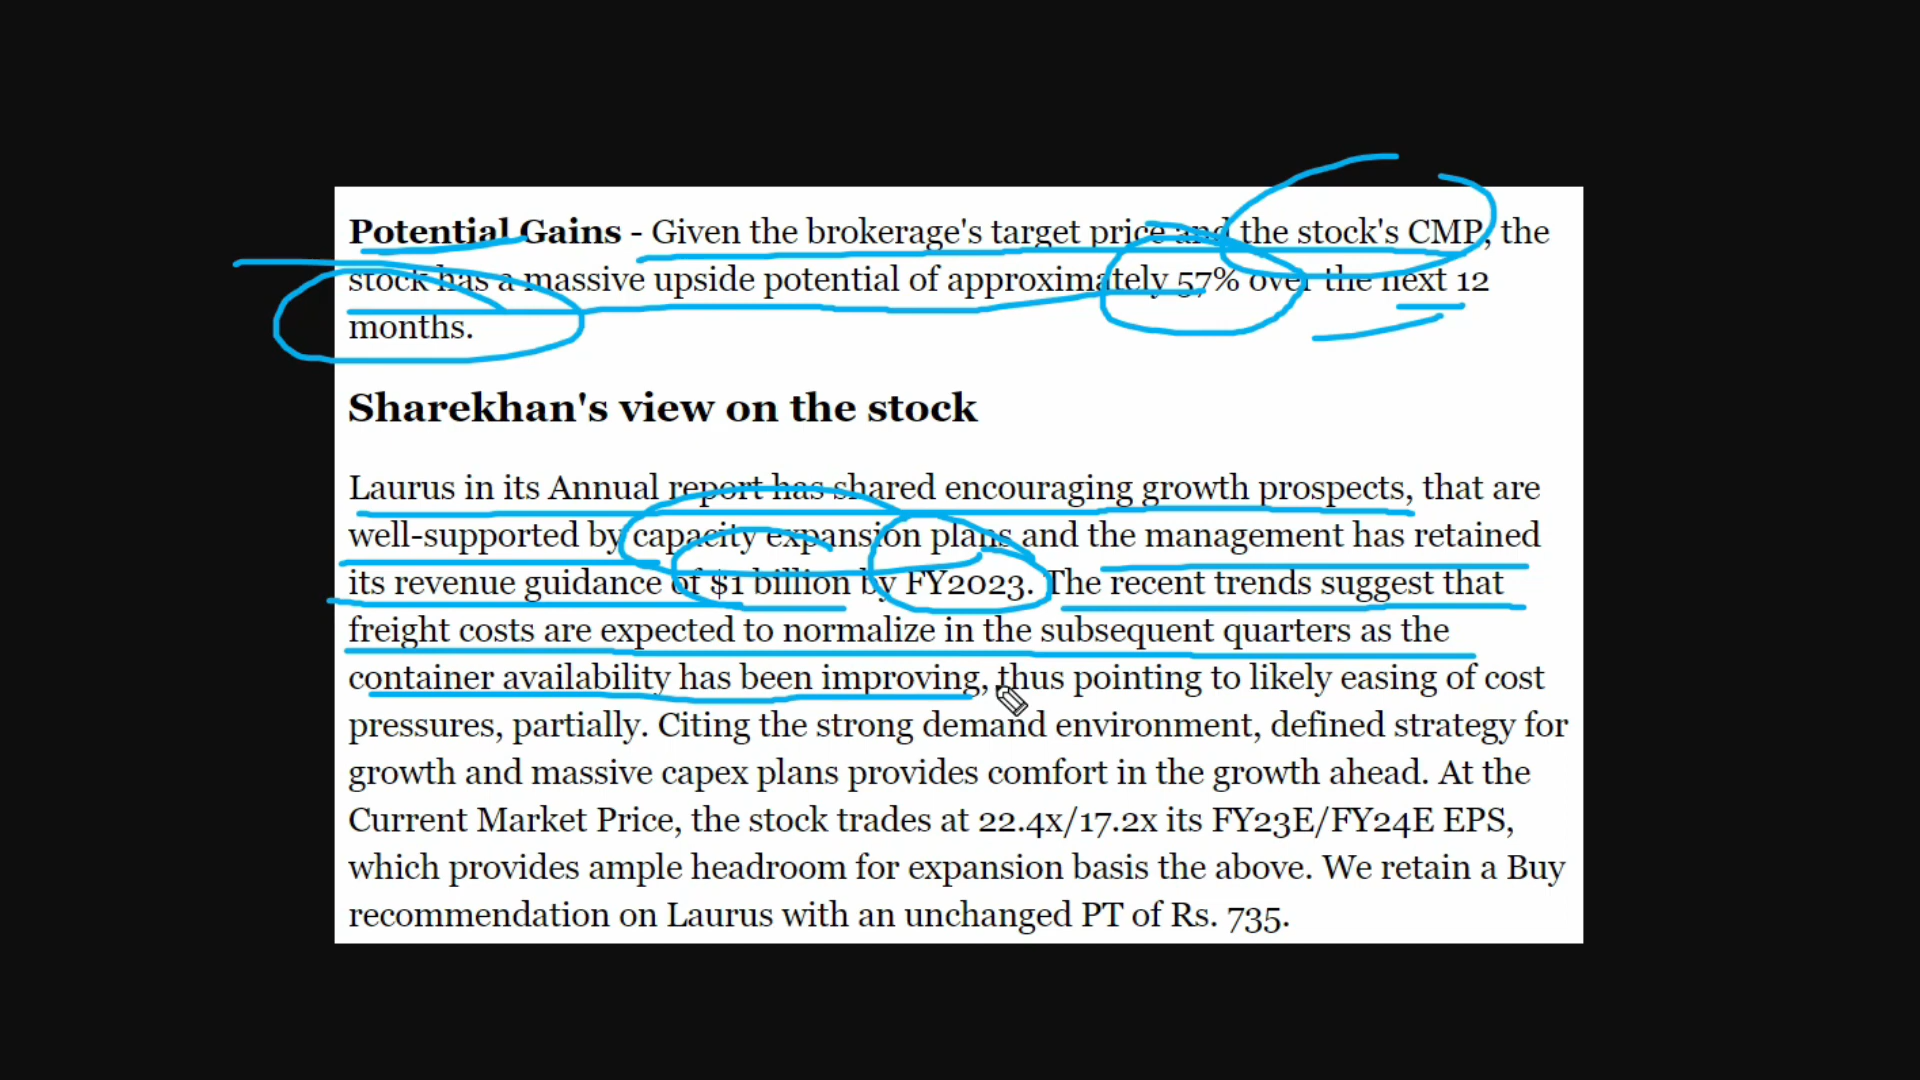 Potential Gains - Given the brokerage's target price and the stock's CMP, the
stock has a massive upside potential of approximately 57% over the next 12
months.
Sharekhan's view on the stock
Laurus in its Annual report has shared encouraging growth prospects, that are
well-supported by capacity expansion plans and the management has retained
its revenue guidance of $1 billion by FY2023. The recent trends suggest that
freight costs are expected to normalize in the subsequent quarters as the
container availability has been improving, thus pointing to likely easing of cost
pressures, partially. Citing the strong demand environment, defined strategy for
growth and massive capex plans provides comfort in the growth ahead. At the
Current Market Price, the stock trades at 22.4x/17.2x its FY23E/FY24E EPS,
which provides ample headroom for expansion basis the above. We retain a Buy
recommendation on Laurus with an unchanged PT of Rs. 735.